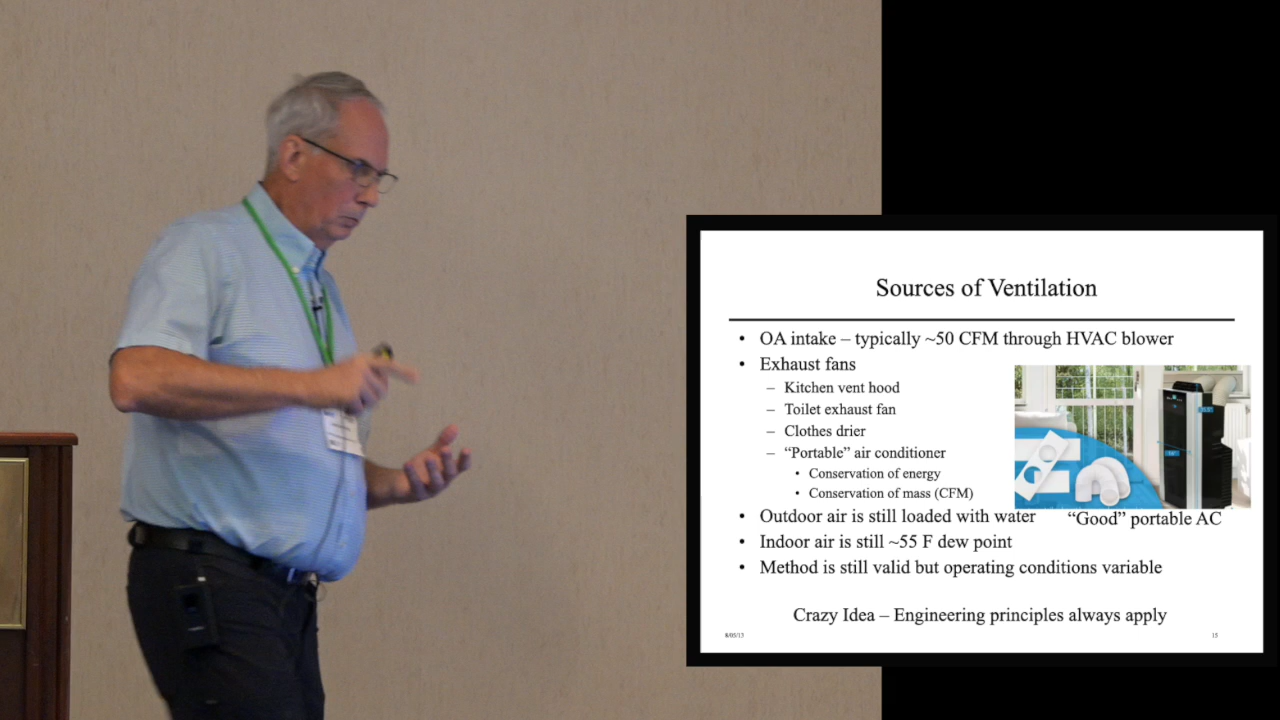 Sources of Ventilation
• OA intake – typically ~50 CFM through HVAC blower
• Exhaust fans
– Kitchen vent hood
– Toilet exhaust fan
– Clothes drier
– “Portable” air conditioner
• Conservation of energy
• Conservation of mass (CFM)
• Outdoor air is still loaded with water
“Good” portable AC
• Indoor air is still ~55 F dew point
• Method is still valid but operating conditions variable
Crazy Idea – Engineering principles always apply
8/05/13
15